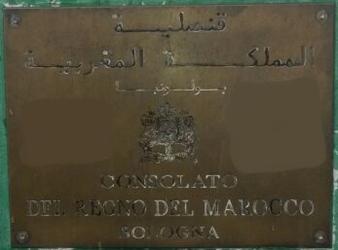 قنصلية
المملكة المغربية
بولونيا
CONSOLATO
DEL REGNO DEL MAROCCO
BOLOGNA